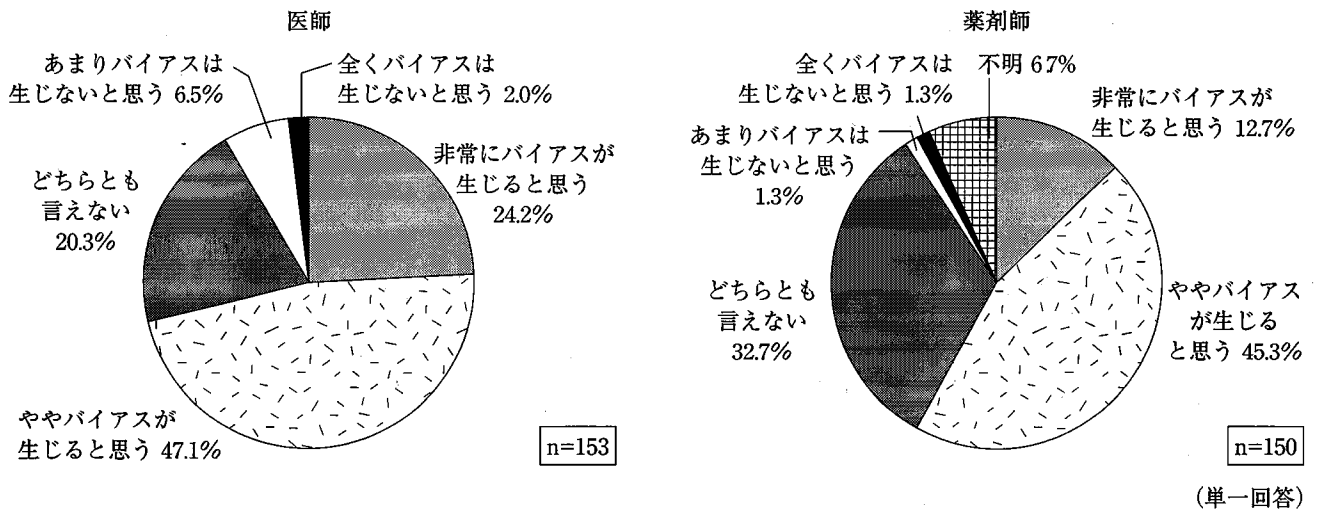 医師
あまりバイアスは
生じないと思う 6.5%
全くバイアスは
生じないと思う 2.0%
非常にバイアスが
生じると思う
24.2%
どちらとも
言えない
20.3%
ややバイアスが
生じると思う 47.1%
n=153
薬剤師
全くバイアスは
生じないと思う 1.3%
不明 6.7%
非常にバイアスが
生じると思う 12.7%
あまりバイアスは
生じないと思う
1.3%
どちらとも
言えない
32.7%
ややバイアス
が生じる
と思う 45.3%
n=150
（単一回答）